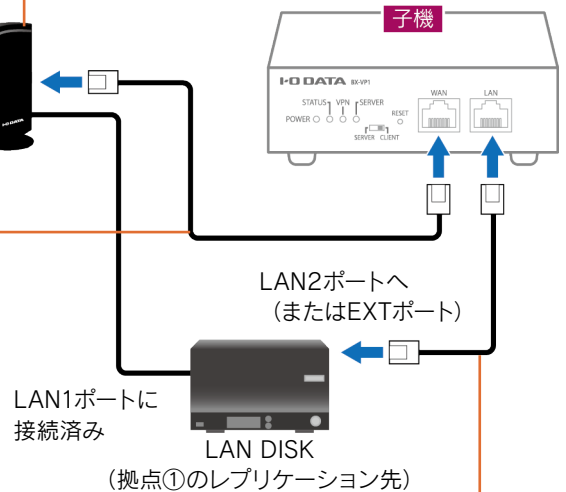 子機
I-O DATA BX-VP1
WAN
LAN
STATUS VPN SERVER
RESET
POWER
SERVER CLIENT
I-O DATA
LAN2ポートへ
（またはEXTポート）
LAN1ポートに
接続済み
LAN DISK
（拠点①のレプリケーション先）